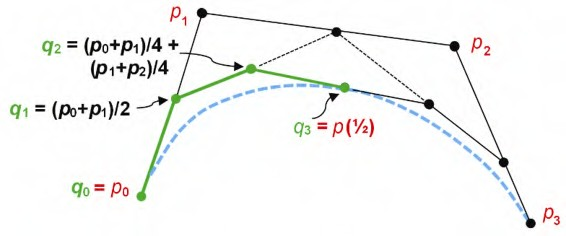 p₁
q₂ = (p₀+p₁)/4 +
(p₁+p₂)/4
p₂
q₁ = (p₀+p₁)/2
q₃ = p(½)
q₀ = p₀
p₃